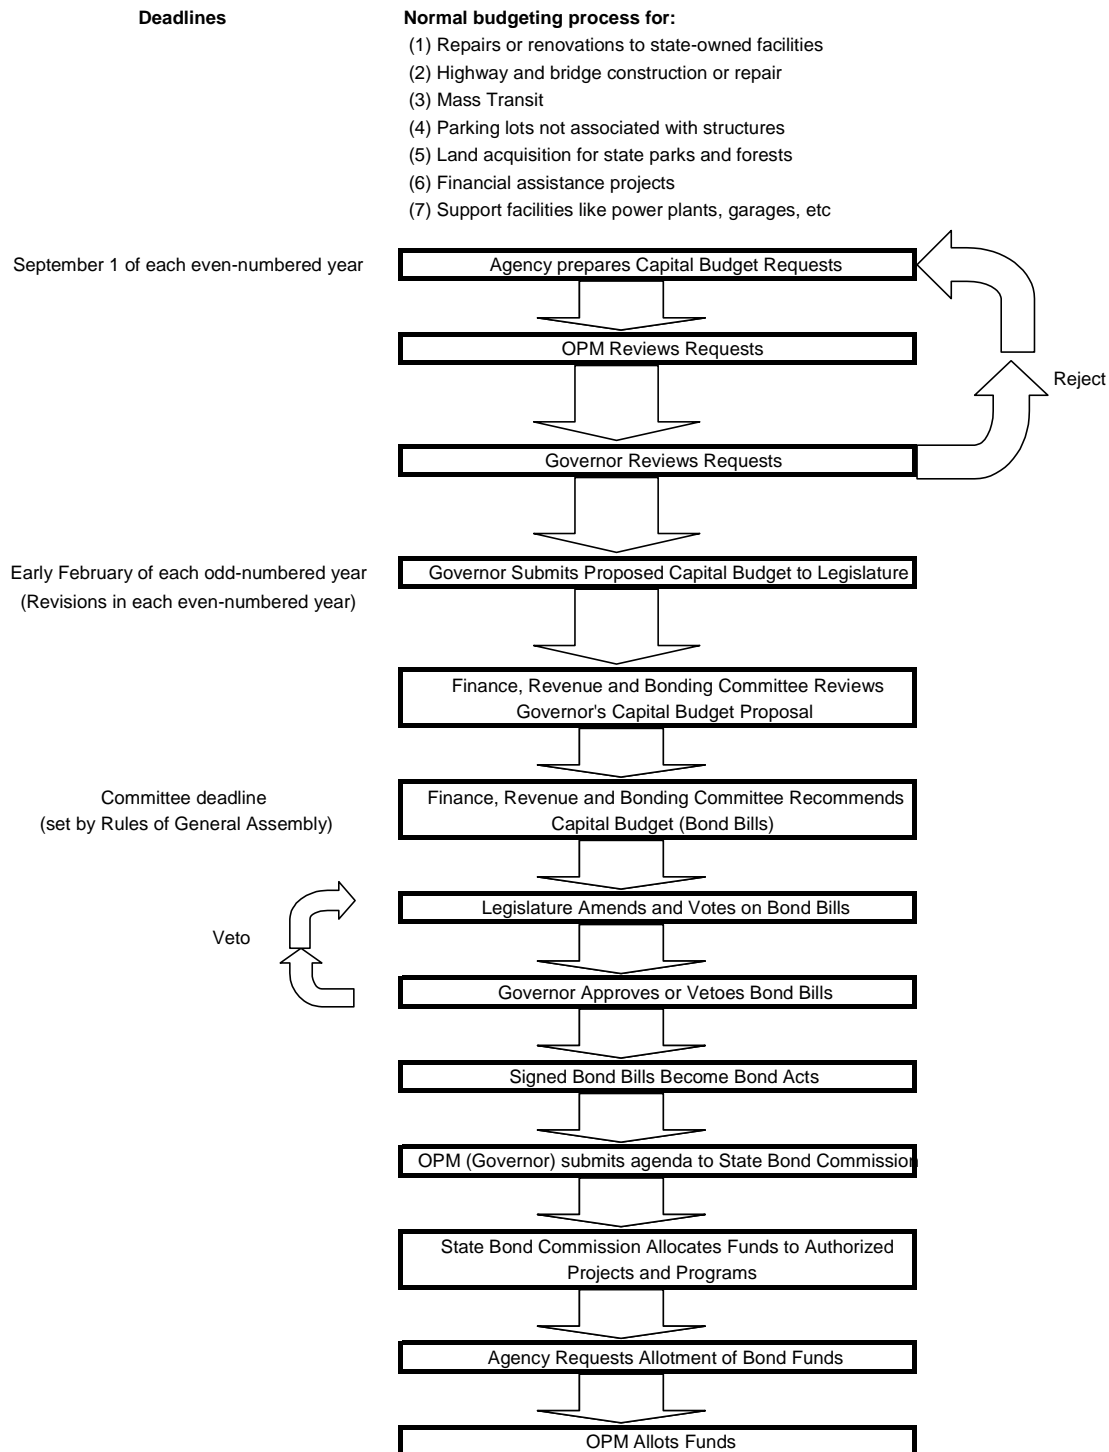 Deadlines
Normal budgeting process for:
(1) Repairs or renovations to state-owned facilities
(2) Highway and bridge construction or repair
(3) Mass Transit
(4) Parking lots not associated with structures
(5) Land acquisition for state parks and forests
(6) Financial assistance projects
(7) Support facilities like power plants, garages, etc
September 1 of each even-numbered year
Agency prepares Capital Budget Requests
OPM Reviews Requests
Reject
Governor Reviews Requests
Early February of each odd-numbered year
(Revisions in each even-numbered year)
Governor Submits Proposed Capital Budget to Legislature
Finance, Revenue and Bonding Committee Reviews
Governor's Capital Budget Proposal
Committee deadline
(set by Rules of General Assembly)
Finance, Revenue and Bonding Committee Recommends
Capital Budget (Bond Bills)
Legislature Amends and Votes on Bond Bills
Veto
Governor Approves or Vetoes Bond Bills
Signed Bond Bills Become Bond Acts
OPM (Governor) submits agenda to State Bond Commission
State Bond Commission Allocates Funds to Authorized
Projects and Programs
Agency Requests Allotment of Bond Funds
OPM Allots Funds